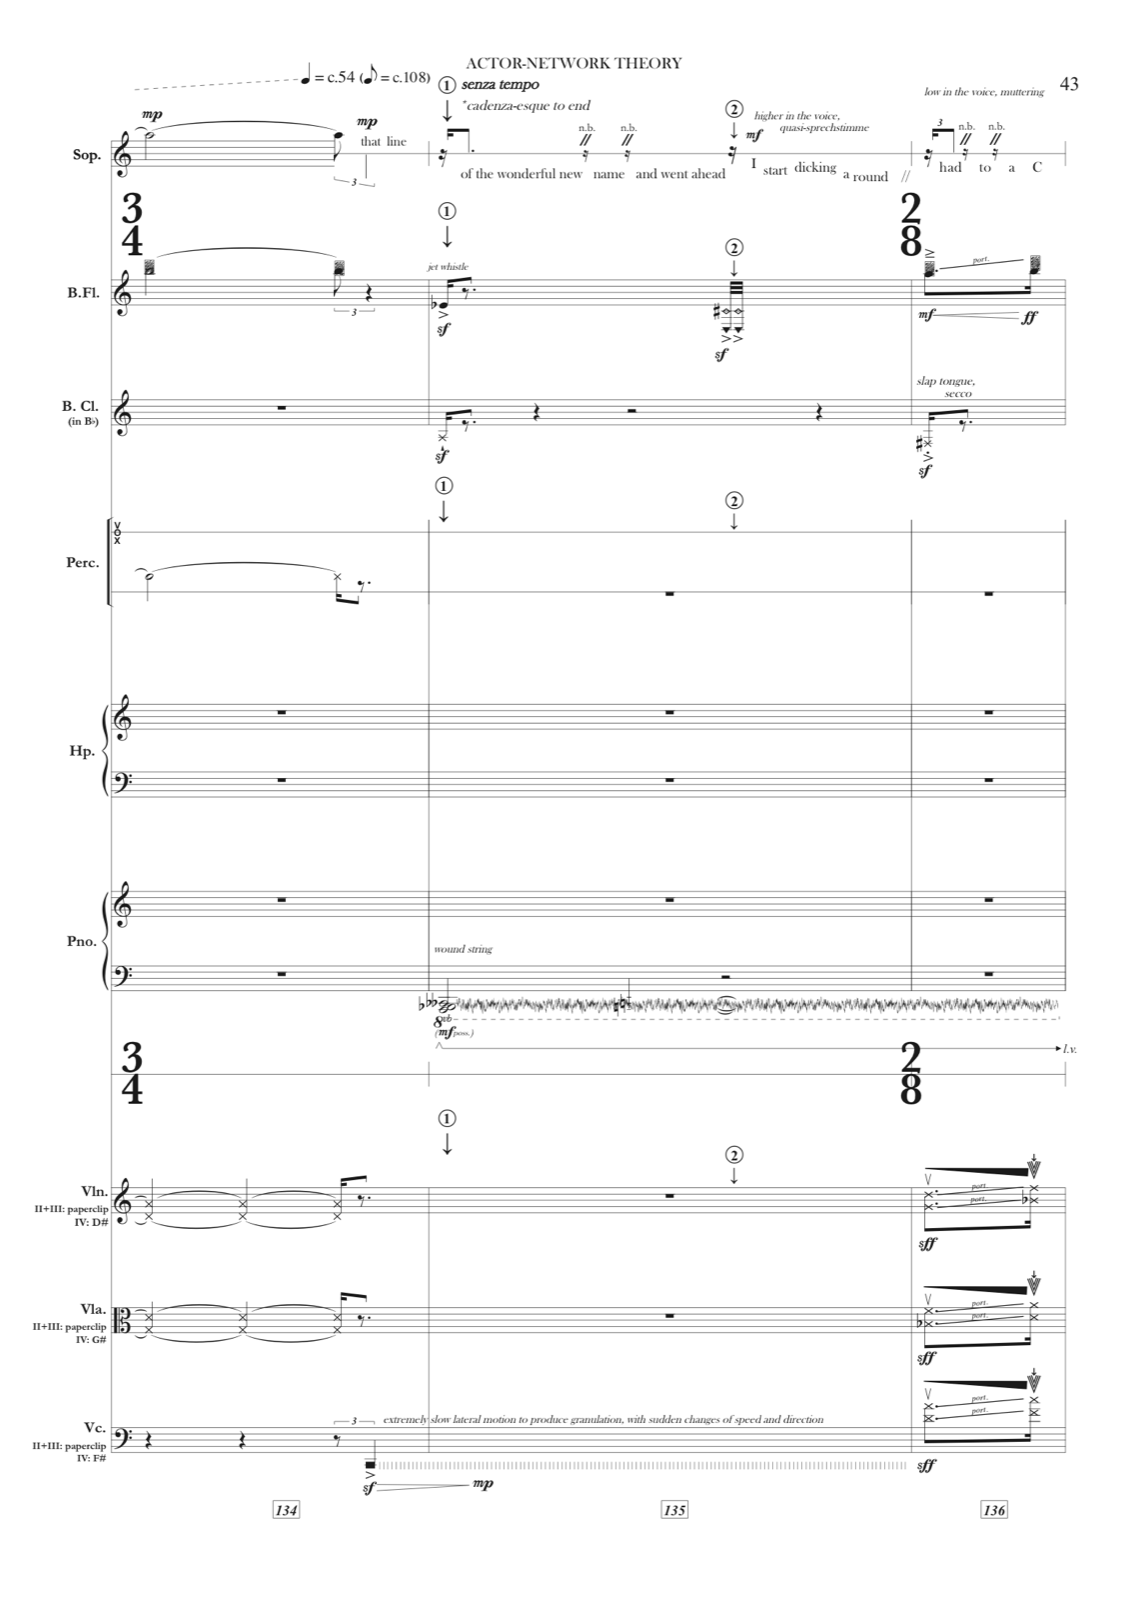 ACTOR-NETWORK THEORY
43
♩ = c.54 (♪ = c.108)
① senza tempo
*cadenza-esque to end
②
higher in the voice,
quasi-sprechstimme
low in the voice, muttering
mp
mp
mf
3
n.b.
n.b.
n.b.
n.b.
Sop.
that line
of the wonderful new name and went ahead
I start dicking a round //
had to a C
3
3
4
①
②
2
8
jet whistle
port.
B.Fl.
3
sf
sf
mf
ff
slap tongue,
secco
B. Cl.
(in B♭)
sf
sf
①
②
VOX
Perc.
Hp.
Pno.
wound string
8vb
(mf poss.)
l.v.
3
4
2
8
①
②
Vln.
II+III: paperclip
IV: D#
port.
port.
sff
Vla.
II+III: paperclip
IV: G#
port.
port.
sff
Vc.
II+III: paperclip
IV: F#
3
extremely slow lateral motion to produce granulation, with sudden changes of speed and direction
port.
port.
sf
mp
sff
134
135
136